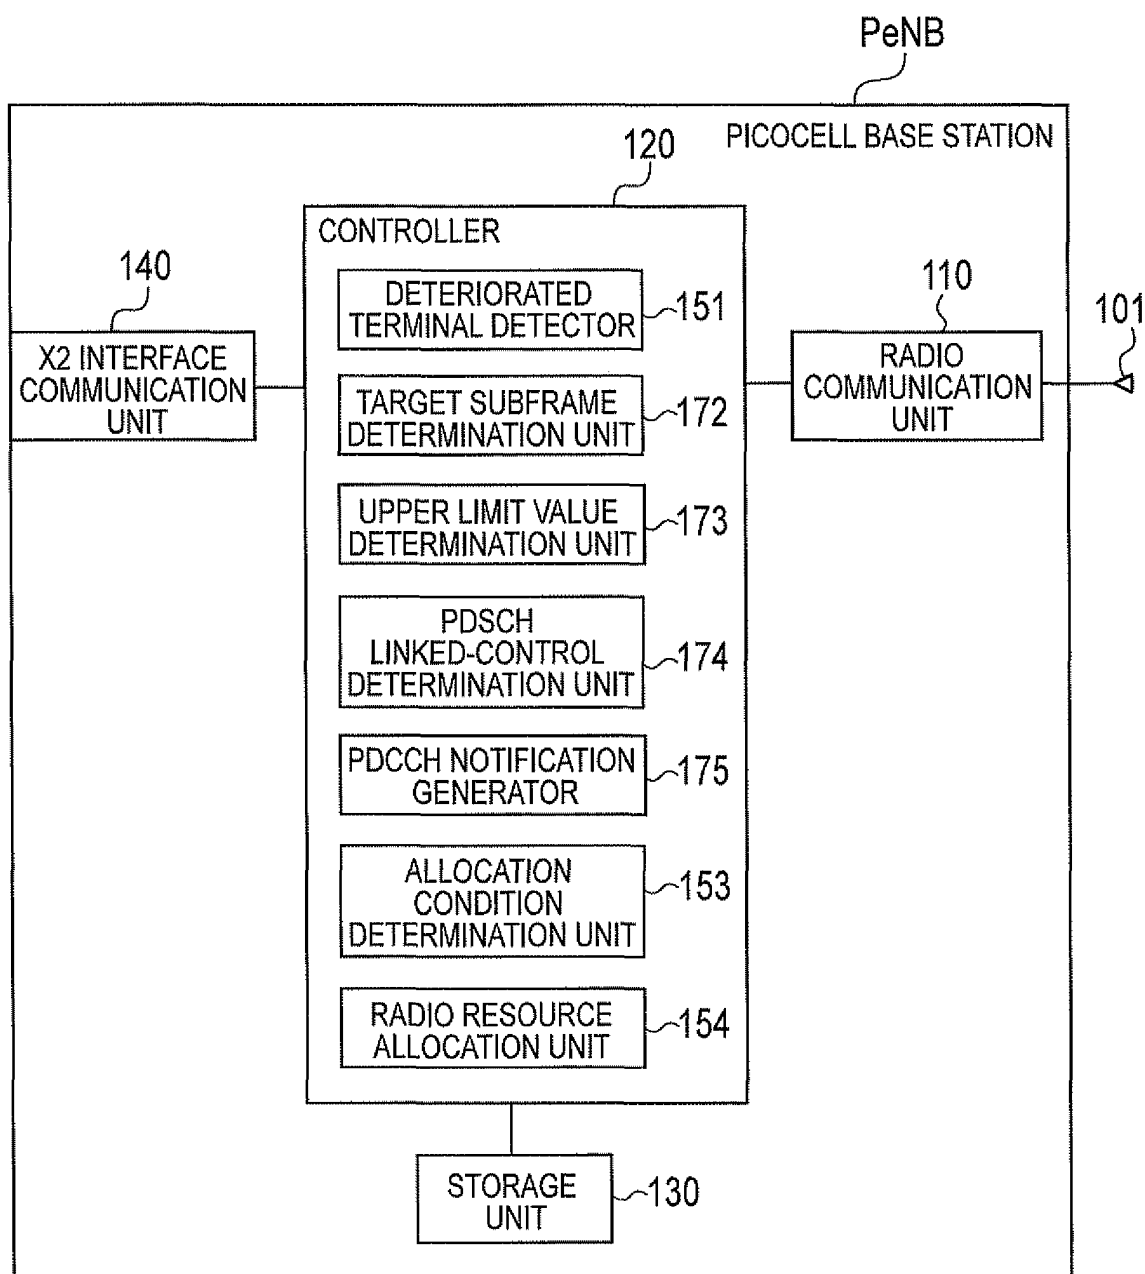 PeNB
PICOCELL BASE STATION
120
CONTROLLER
140
X2 INTERFACE
COMMUNICATION
UNIT
DETERIORATED
TERMINAL DETECTOR
151
TARGET SUBFRAME
DETERMINATION UNIT
172
UPPER LIMIT VALUE
DETERMINATION UNIT
173
PDSCH
LINKED-CONTROL
DETERMINATION UNIT
174
PDCCH NOTIFICATION
GENERATOR
175
ALLOCATION
CONDITION
DETERMINATION UNIT
153
RADIO RESOURCE
ALLOCATION UNIT
154
110
RADIO
COMMUNICATION
UNIT
101
STORAGE
UNIT
130